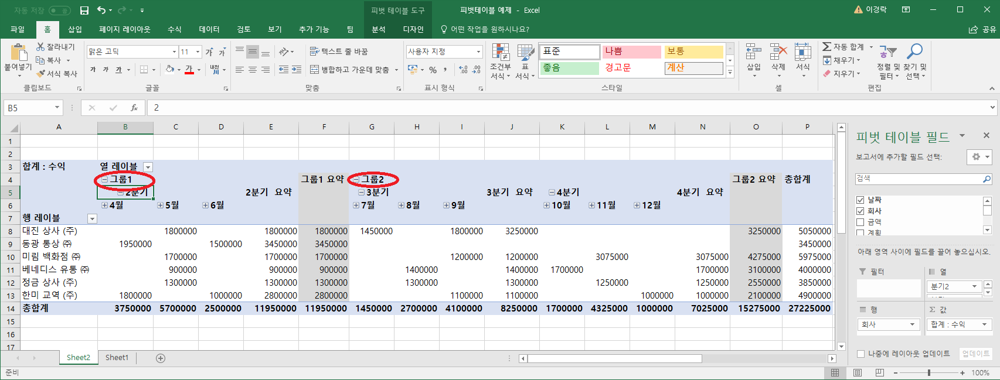 자동 저장 끔
피벗 테이블 도구
피벗테이블 예제 - Excel
이경락
파일 홈 삽입 페이지 레이아웃 수식 데이터 검토 보기 추가 기능 팀 분석 디자인 어떤 작업을 원하시나요? 공유
붙여넣기
잘라내기
복사
서식 복사
클립보드
맑은 고딕 11 가 가
가 가 가 가 내천 川
글꼴
텍스트 줄 바꿈
병합하고 가운데 맞춤
맞춤
사용자 지정
% , .00 .00
표시 형식
조건부 서식
표 서식
표준 나쁨 보통
좋음 경고문 계산
스타일
삽입 삭제 서식
셀
자동 합계
채우기
지우기
정렬 및 필터
찾기 및 선택
편집
B5 fx 2
A B C D E F G H I J K L M N O P
1
2
3 합계 : 수익 열 레이블
4 그룹1 그룹1 요약 그룹2 그룹2 요약 총합계
5 2분기 2분기 요약 3분기 3분기 요약 4분기 4분기 요약
6 4월 5월 6월 7월 8월 9월 10월 11월 12월
7 행 레이블
8 대진 상사 (주) 1800000 1800000 1800000 1450000 1800000 3250000 3250000 5050000
9 동광 통상 ㈜ 1950000 1500000 3450000 3450000 3450000
10 미림 백화점 ㈜ 1700000 1700000 1700000 1200000 1200000 3075000 3075000 4275000 5975000
11 베네디스 유통 ㈜ 900000 900000 900000 1400000 1400000 1700000 1700000 3100000 4000000
12 정금 상사 (주) 1300000 1300000 1300000 1300000 1300000 1250000 1250000 2550000 3850000
13 한미 교역 (주) 1800000 1000000 2800000 2800000 1100000 1100000 1000000 1000000 2100000 4900000
14 총합계 3750000 5700000 2500000 11950000 11950000 1450000 2700000 4100000 8250000 1700000 4325000 1000000 7025000 15275000 27225000
15
16
17
피벗 테이블 필드
보고서에 추가할 필드 선택:
검색
날짜
회사
금액
계획
아래 영역 사이에 필드를 끌어 놓으십시오.
필터 열
분기2
행 Σ 값
회사 합계 : 수익
나중에 레이아웃 업데이트 업데이트
Sheet2 Sheet1
준비 100%